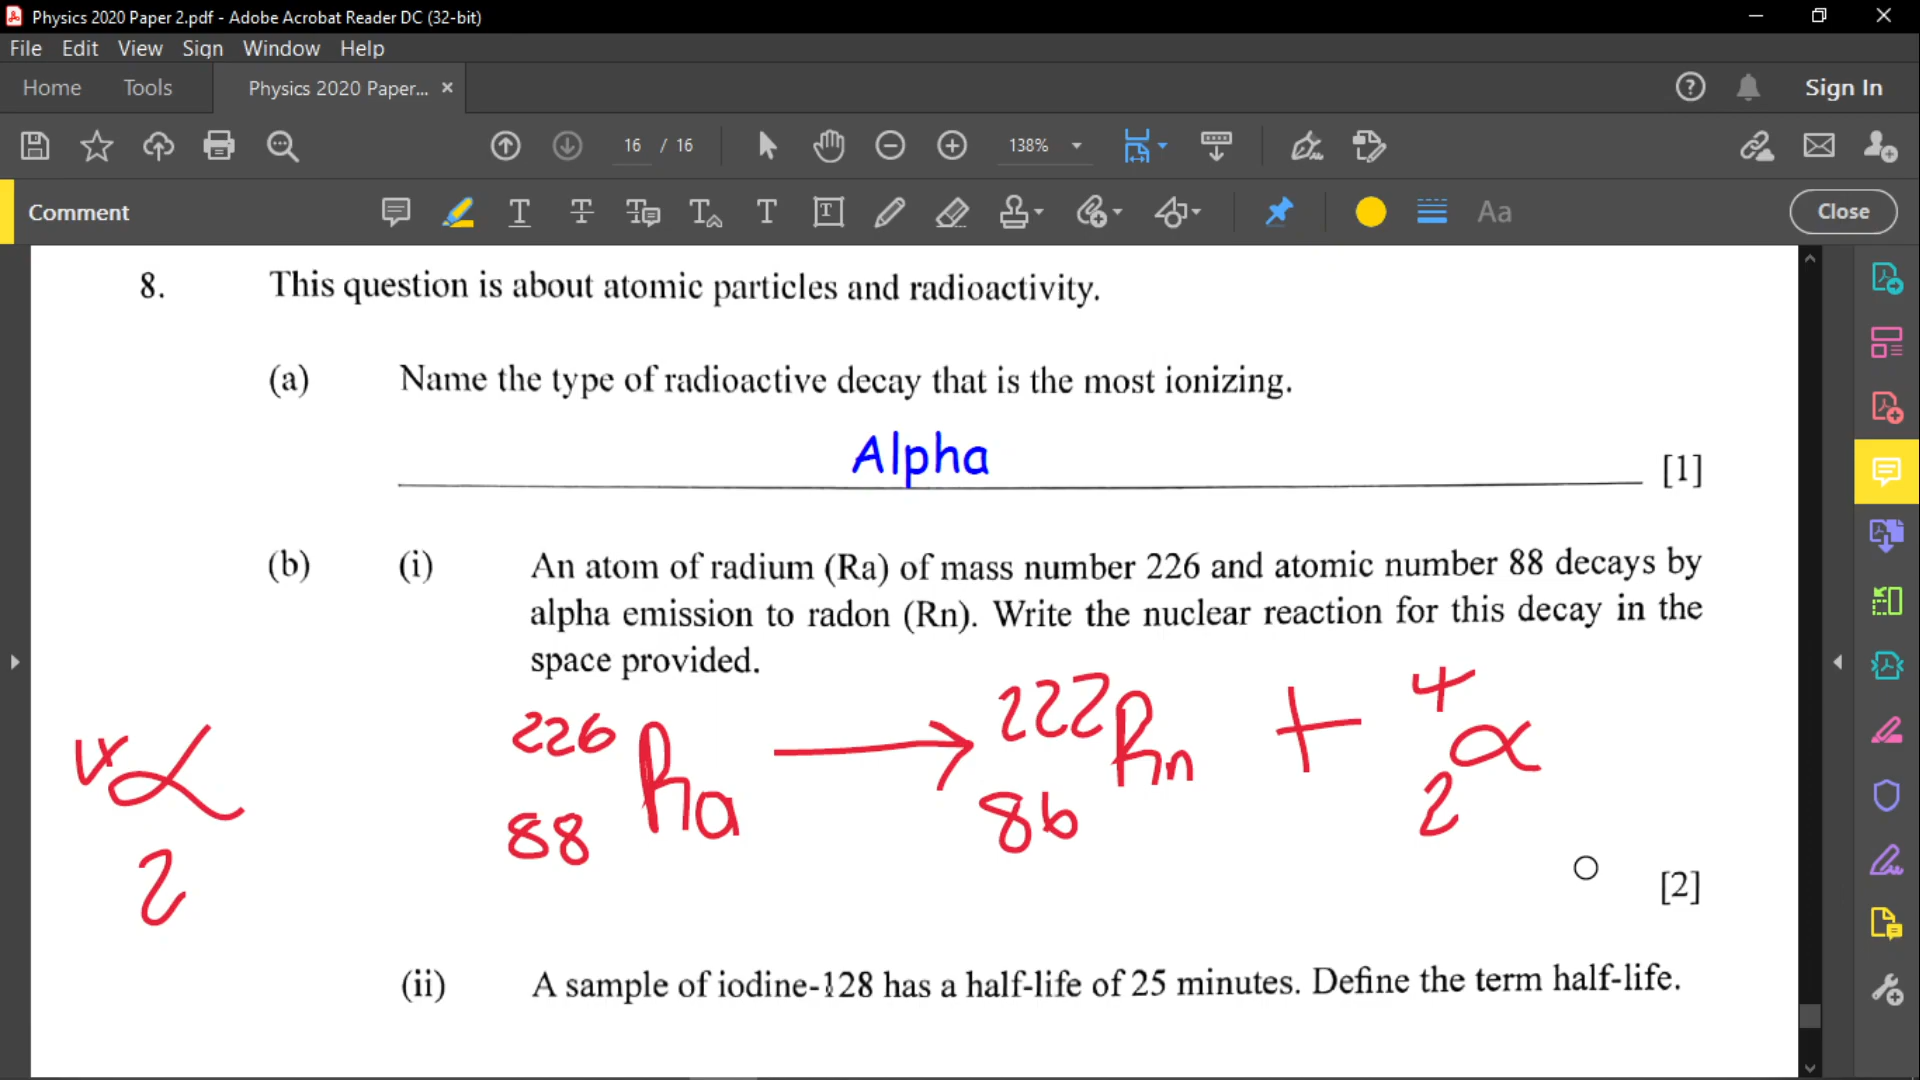 Physics 2020 Paper 2.pdf - Adobe Acrobat Reader DC (32-bit)
File Edit View Sign Window Help
Home Tools Physics 2020 Paper... × Sign In
16 / 16 138%
Comment Aa Close
8. This question is about atomic particles and radioactivity.
(a) Name the type of radioactive decay that is the most ionizing.
Alpha [1]
(b) (i) An atom of radium (Ra) of mass number 226 and atomic number 88 decays by
alpha emission to radon (Rn). Write the nuclear reaction for this decay in the
space provided.
4 α 2
226 88 Ra → 222 86 Rn + 4 2 α
[2]
(ii) A sample of iodine-128 has a half-life of 25 minutes. Define the term half-life.